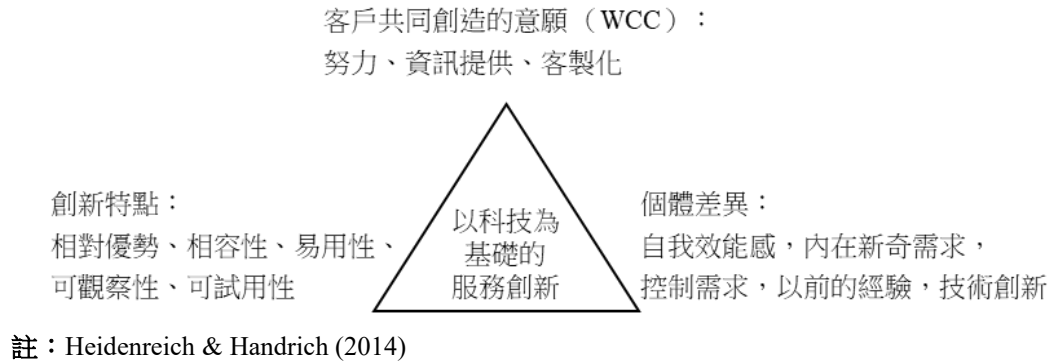 客戶共同創造的意願（WCC）：
努力、資訊提供、客製化
創新特點：
相對優勢、相容性、易用性、
可觀察性、可試用性
以科技為
基礎的
服務創新
個體差異：
自我效能感，內在新奇需求，
控制需求，以前的經驗，技術創新
註：Heidenreich & Handrich (2014)